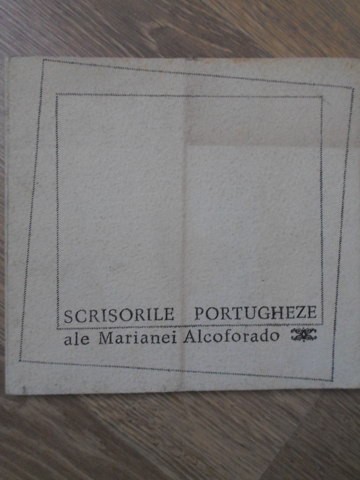 SCRISORILE PORTUGHEZE
ale Marianei Alcoforado